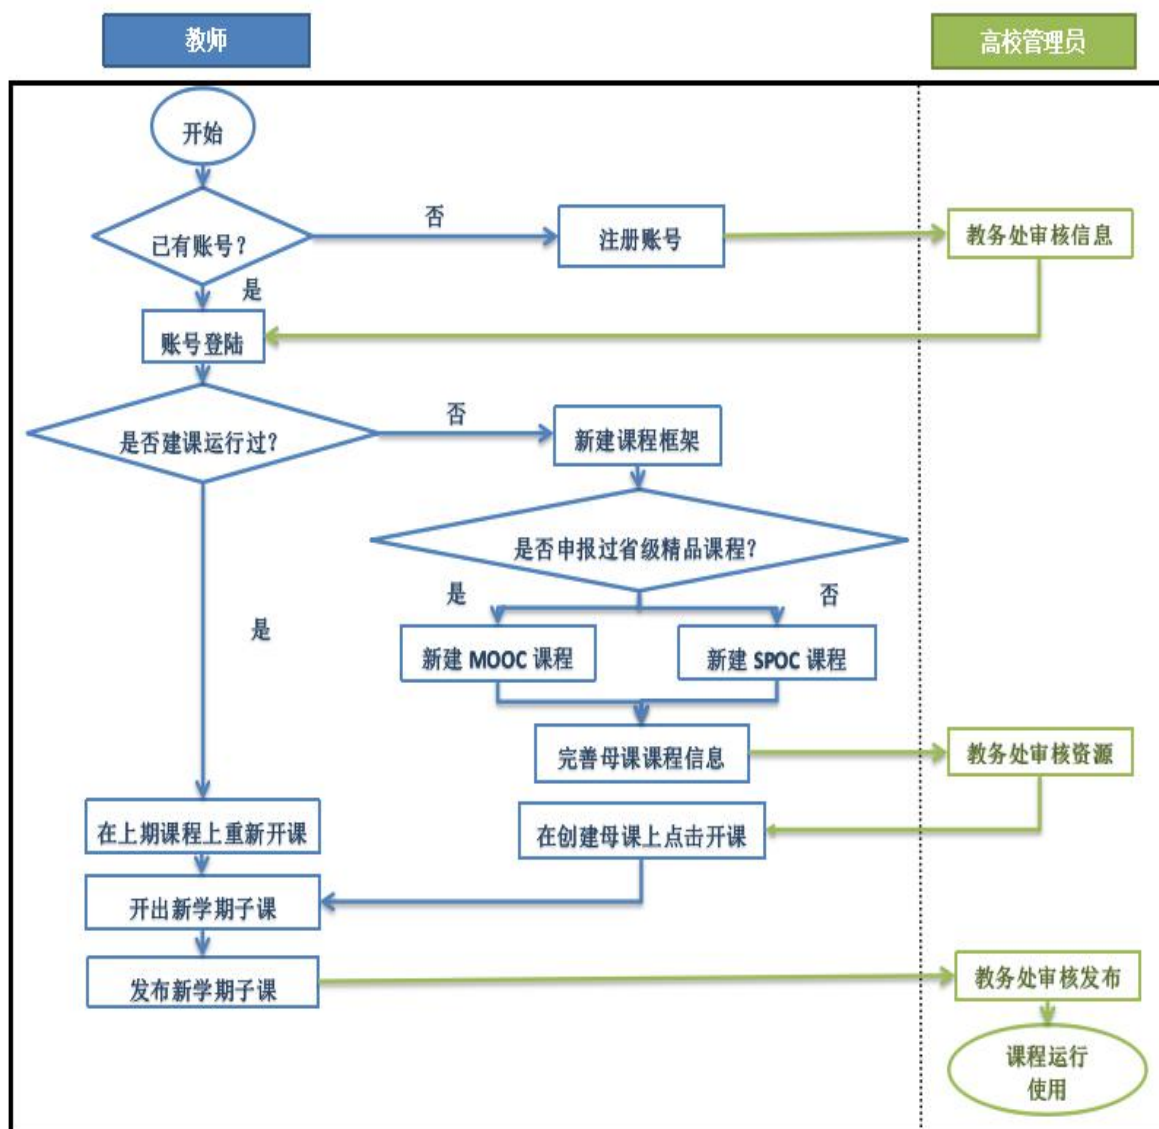 教师
高校管理员
开始
已有账号？
否
注册账号
教务处审核信息
是
账号登陆
是否建课运行过？
否
新建课程框架
是否申报过省级精品课程？
是
否
是
新建 MOOC 课程
新建 SPOC 课程
完善母课课程信息
教务处审核资源
在上期课程上重新开课
在创建母课上点击开课
开出新学期子课
发布新学期子课
教务处审核发布
课程运行
使用